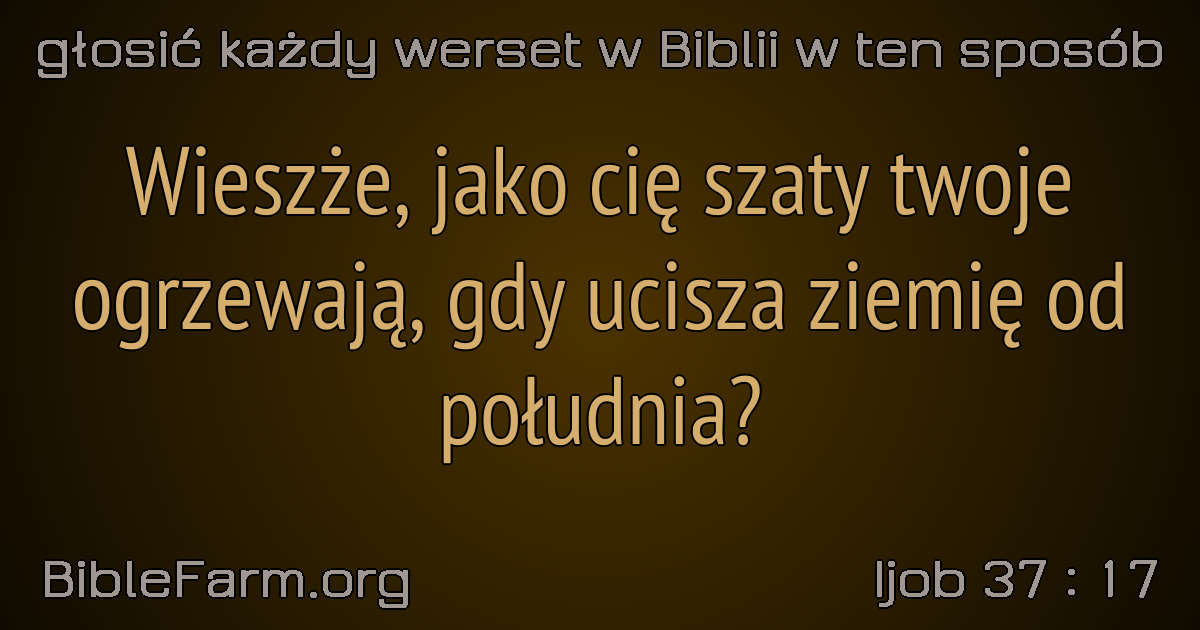 głosić każdy werset w Biblii w ten sposób
Wieszże, jako cię szaty twoje
ogrzewają, gdy ucisza ziemię od
południa?
BibleFarm.org
Ijob 37 : 17